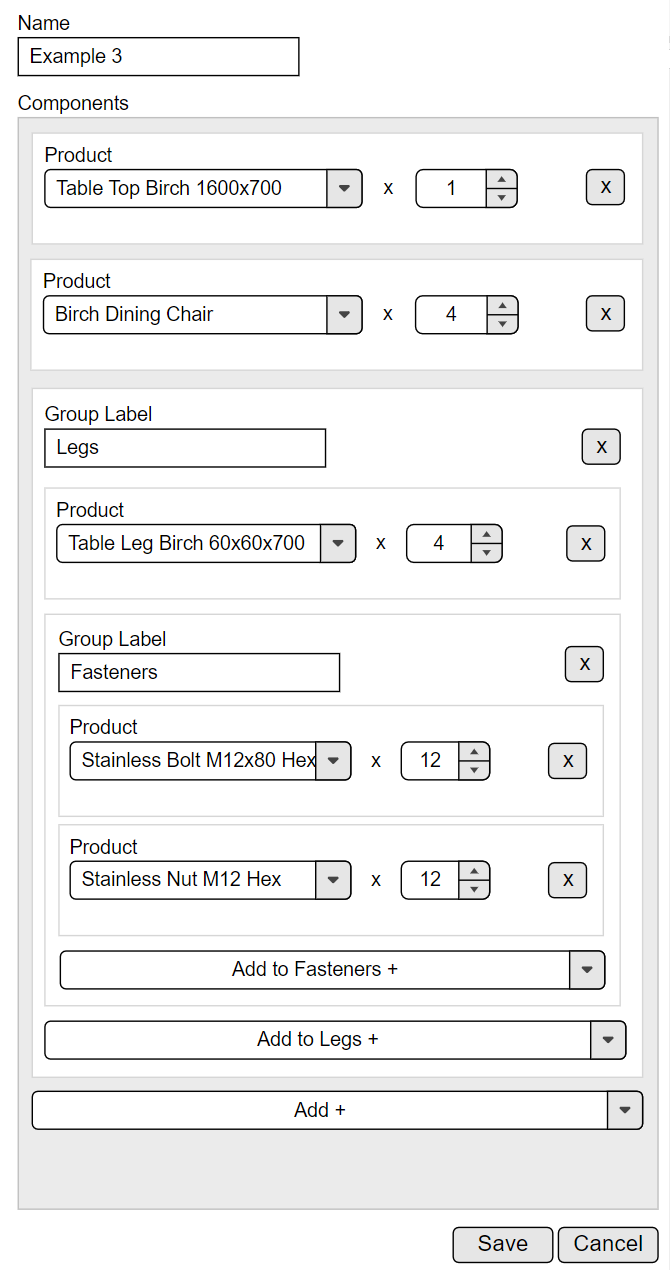 Name
Example 3
Components
Product
Table Top Birch 1600x700 x 1 x
Product
Birch Dining Chair x 4 x
Group Label
Legs x
Product
Table Leg Birch 60x60x700 x 4 x
Group Label
Fasteners x
Product
Stainless Bolt M12x80 Hex x 12 x
Product
Stainless Nut M12 Hex x 12 x
Add to Fasteners +
Add to Legs +
Add +
Save Cancel